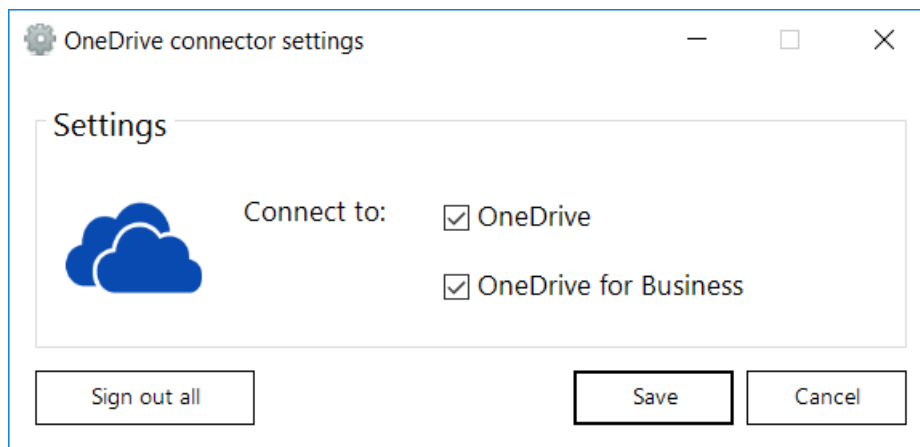 OneDrive connector settings
Settings
Connect to:
OneDrive
OneDrive for Business
Sign out all
Save
Cancel